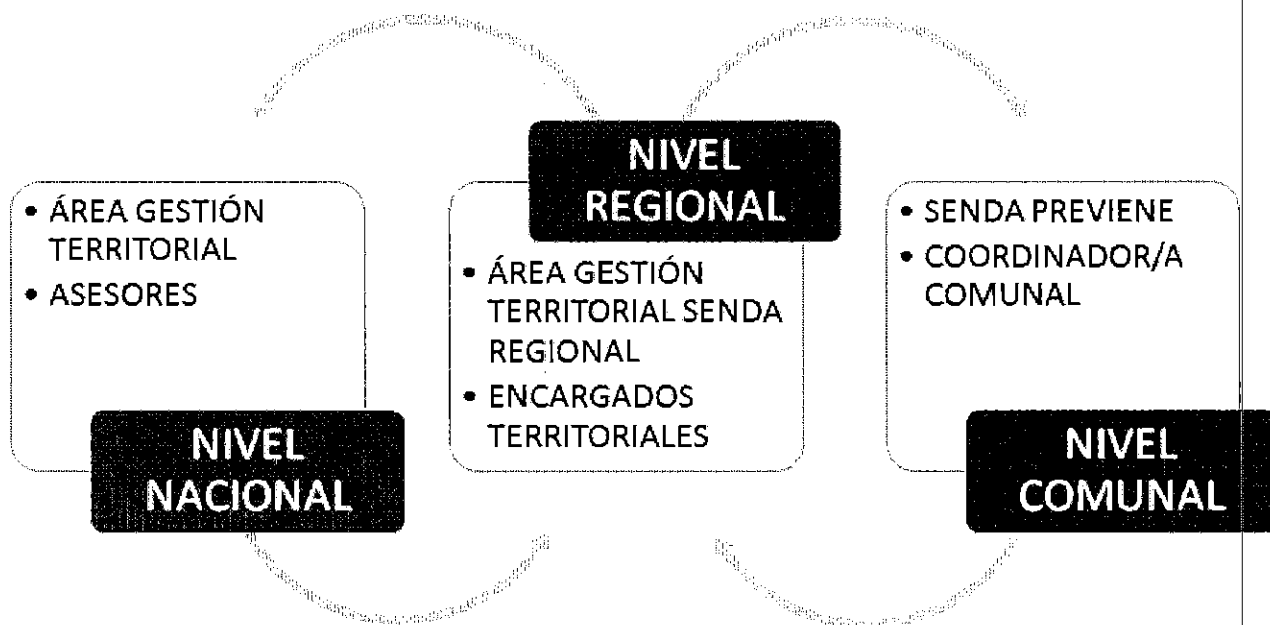 • ÁREA GESTIÓN
TERRITORIAL
• ASESORES
NIVEL
NACIONAL
NIVEL
REGIONAL
• ÁREA GESTIÓN
TERRITORIAL SENDA
REGIONAL
• ENCARGADOS
TERRITORIALES
• SENDA PREVIENE
• COORDINADOR/A
COMUNAL
NIVEL
COMUNAL